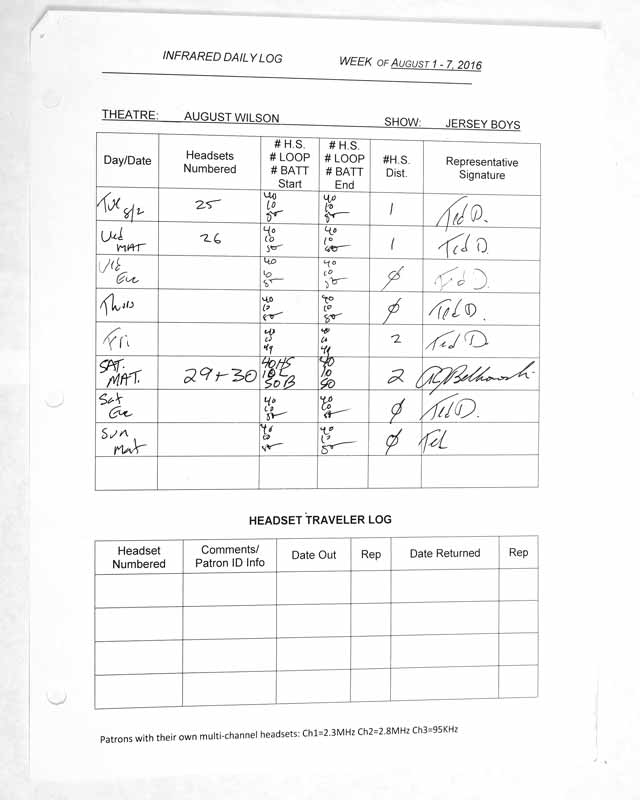 INFRARED DAILY LOG WEEK OF AUGUST 1 - 7, 2016
THEATRE: AUGUST WILSON SHOW: JERSEY BOYS
Day/Date Headsets Numbered # H.S. # LOOP # BATT Start # H.S. # LOOP # BATT End #H.S. Dist. Representative Signature
Tue 8/2 25 40 10 50 40 10 50 1 Ted D.
Wed MAT 26 40 10 50 40 10 50 1 Ted D.
Wed Eve 40 10 50 40 10 50 Ø Ted D.
Thurs 40 10 50 40 10 50 Ø Ted D.
Fri 40 10 49 40 10 49 2 Ted D
SAT. MAT. 29 + 30 40HS 10L 50B 40 10 50 2
Sat Eve 40 10 50 40 10 50 Ø Ted D.
Sun Mat 40 10 50 40 10 50 Ø Ted
HEADSET TRAVELER LOG
Headset Numbered Comments/ Patron ID Info Date Out Rep Date Returned Rep
Patrons with their own multi-channel headsets: Ch1=2.3MHz Ch2=2.8MHz Ch3=95KHz